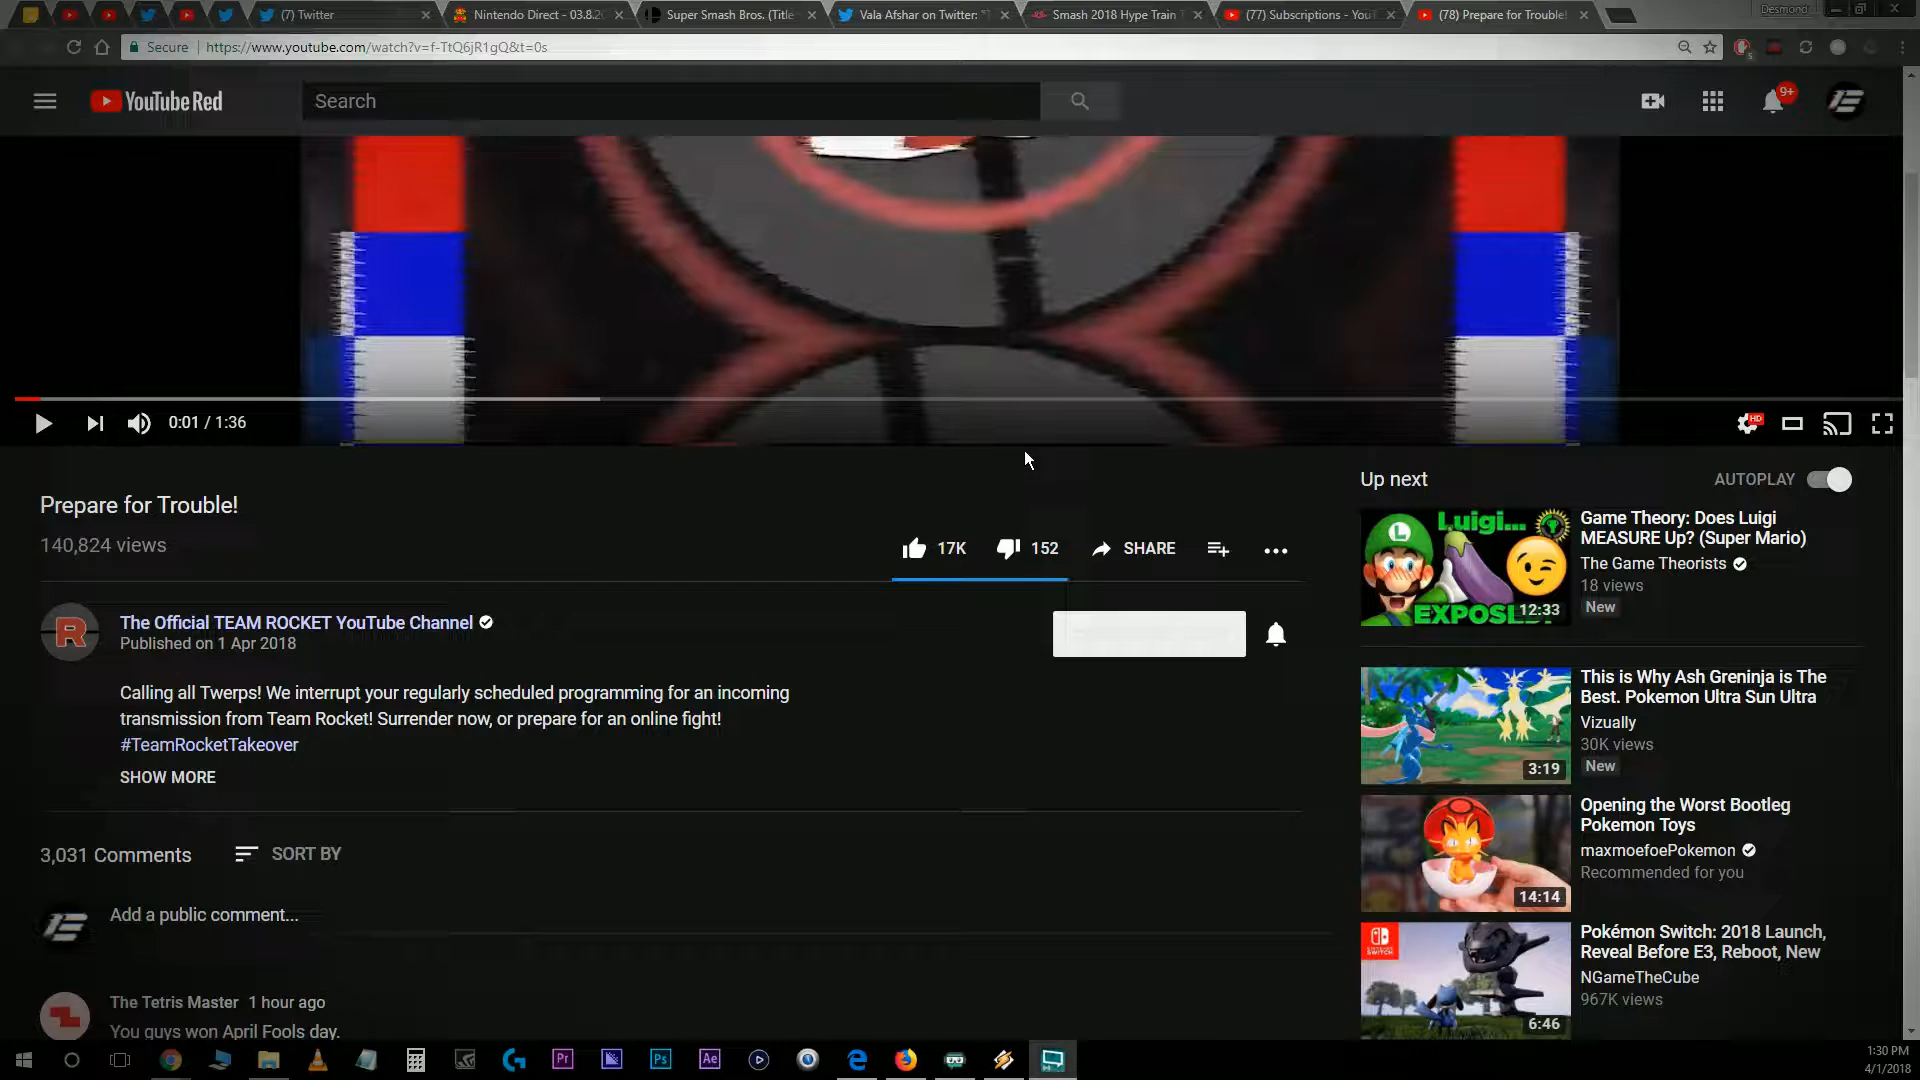 (7) Twitter
Nintendo Direct - 03.8.20
Super Smash Bros. (Title
Vala Afshar on Twitter: "T
Smash 2018 Hype Train
(77) Subscriptions - YouT
(78) Prepare for Trouble!
Desmond
Secure
https://www.youtube.com/watch?v=f-TtQ6jR1gQ&t=0s
YouTube Red
Search
9+
0:01 / 1:36
HD
Prepare for Trouble!
140,824 views
17K
152
SHARE
The Official TEAM ROCKET YouTube Channel
Published on 1 Apr 2018
Calling all Twerps! We interrupt your regularly scheduled programming for an incoming
transmission from Team Rocket! Surrender now, or prepare for an online fight!
#TeamRocketTakeover
SHOW MORE
3,031 Comments
SORT BY
Add a public comment...
The Tetris Master 1 hour ago
You guys won April Fools day.
Up next
AUTOPLAY
Luigi...
EXPOSED!
12:33
Game Theory: Does Luigi
MEASURE Up? (Super Mario)
The Game Theorists
18 views
New
3:19
This is Why Ash Greninja is The
Best. Pokemon Ultra Sun Ultra
Vizually
30K views
New
14:14
Opening the Worst Bootleg
Pokemon Toys
maxmoefoePokemon
Recommended for you
6:46
Pokémon Switch: 2018 Launch,
Reveal Before E3, Reboot, New
NGameTheCube
967K views
Pr
Ps
Ae
1:30 PM
4/1/2018